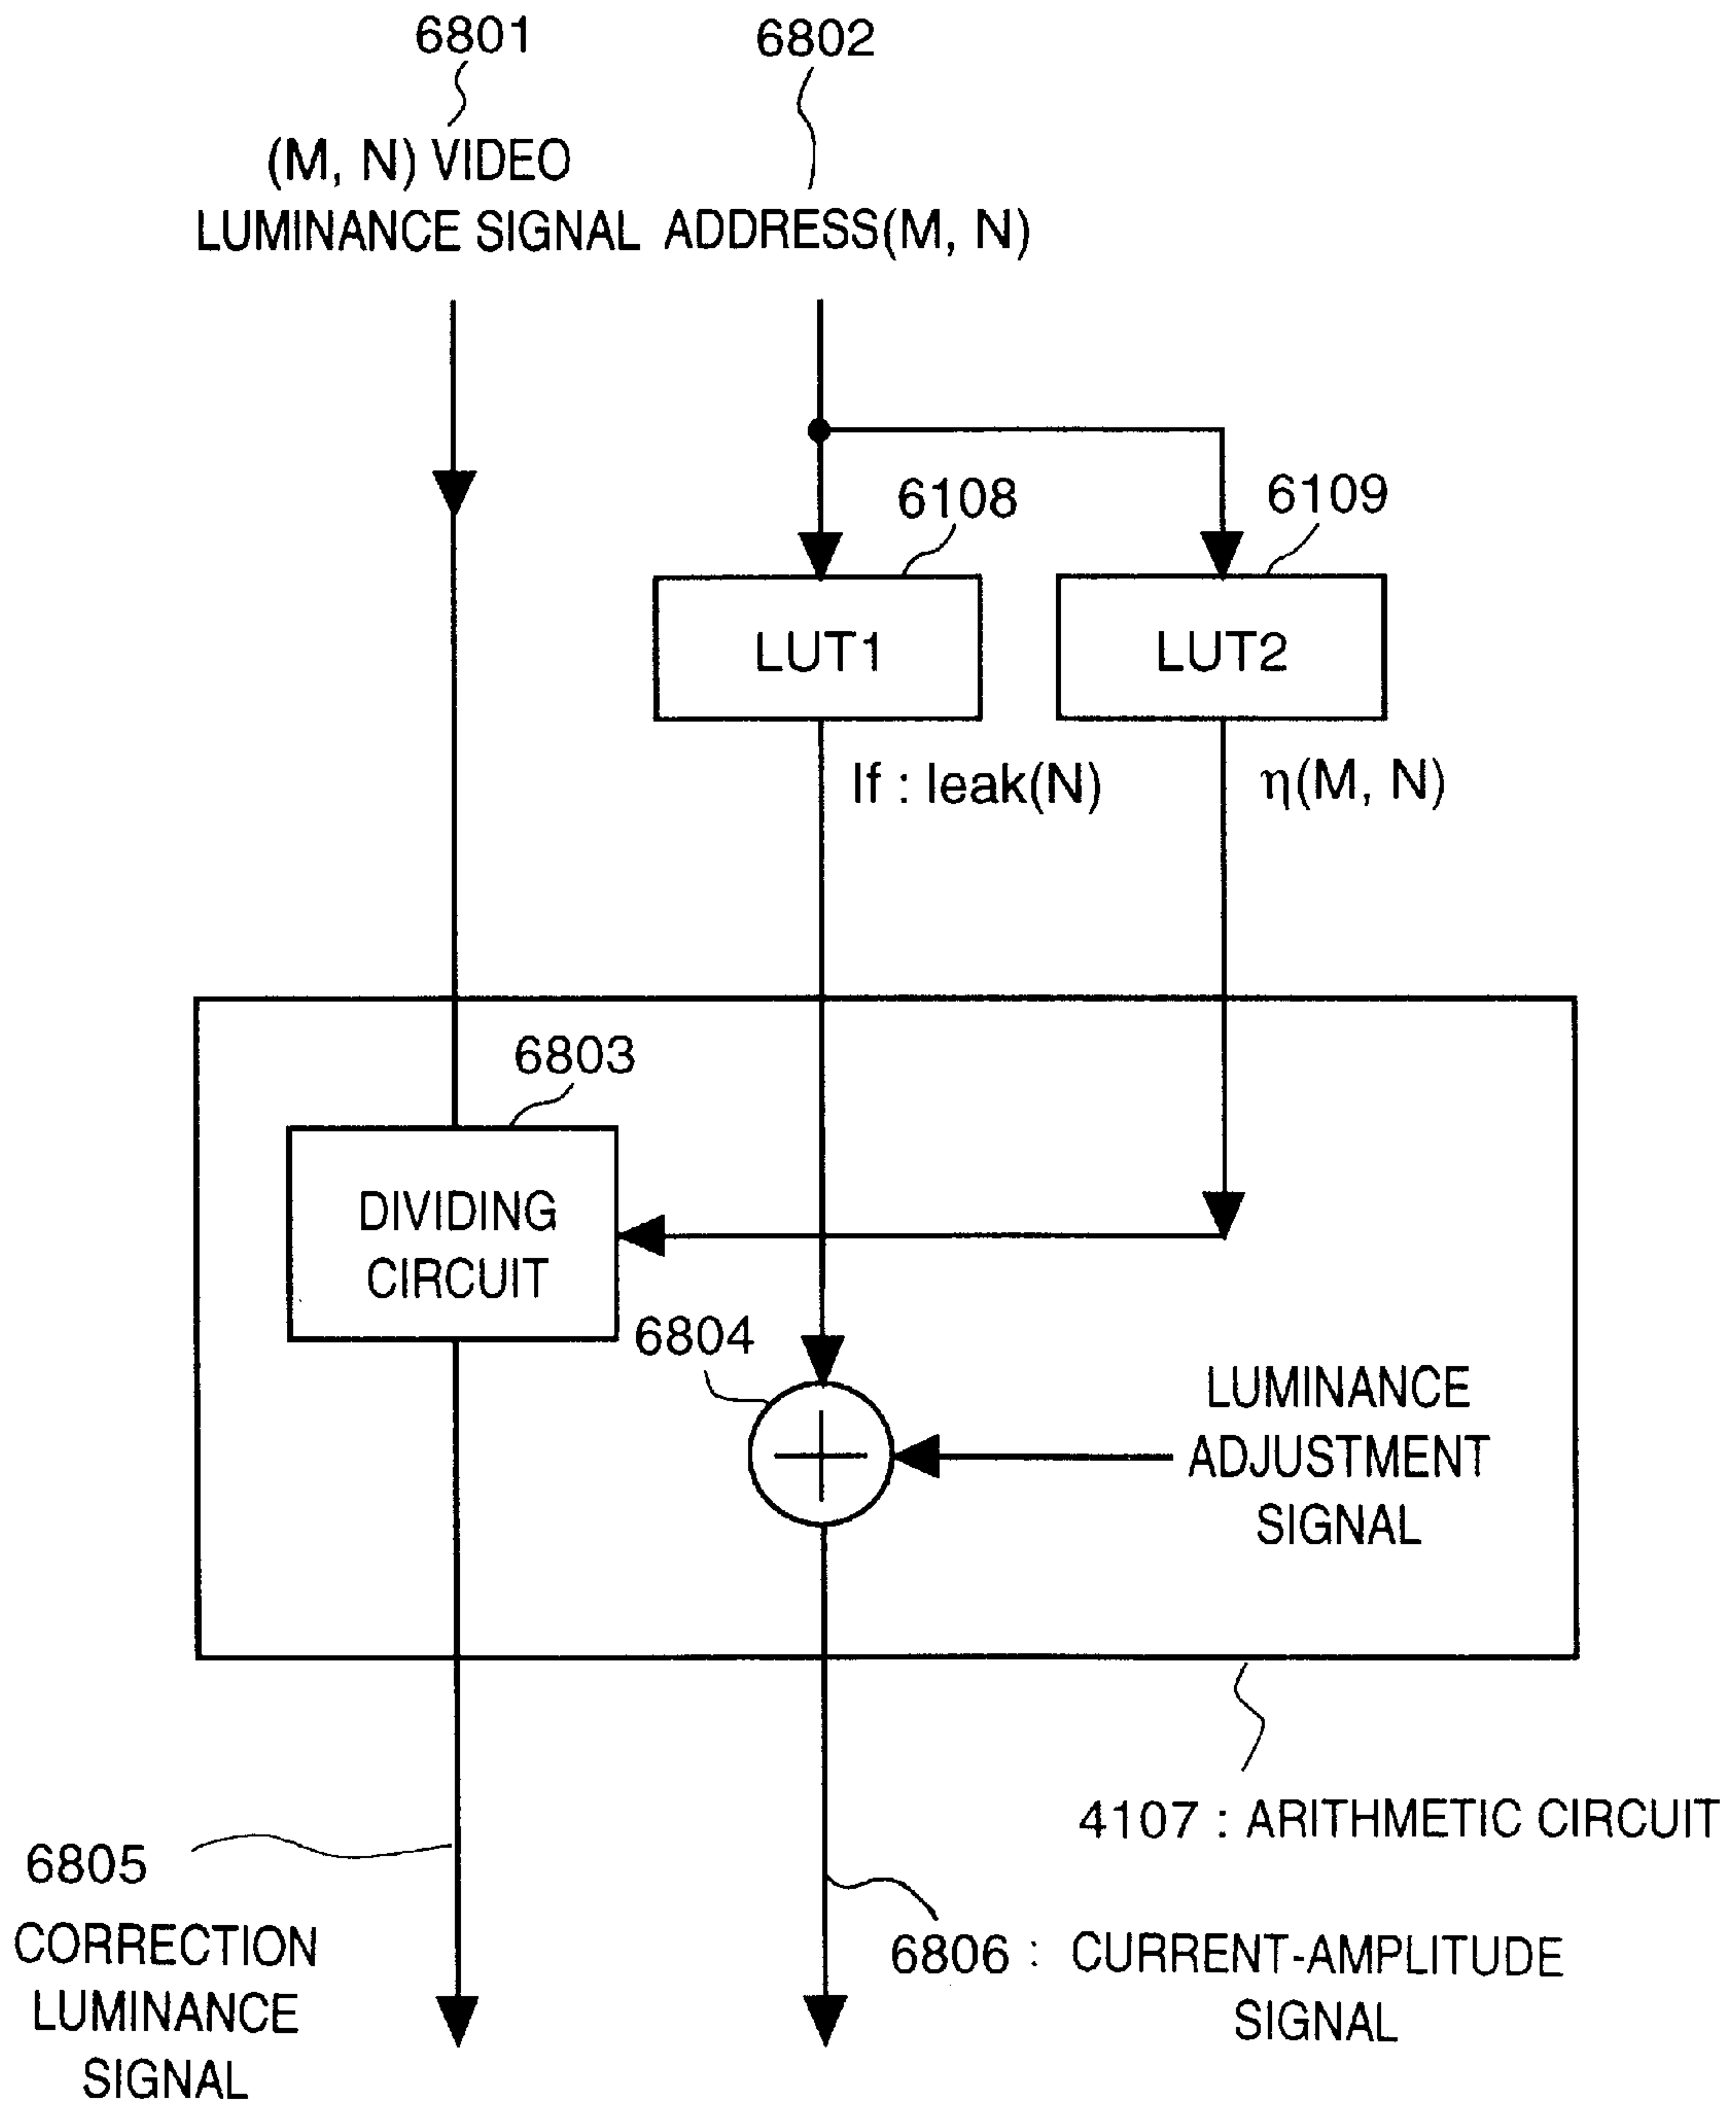 6801
6802
(M, N) VIDEO
LUMINANCE SIGNAL
ADDRESS(M, N)
6108
6109
LUT1
LUT2
If : leak(N)
η(M, N)
6803
DIVIDING
CIRCUIT
6804
LUMINANCE
ADJUSTMENT
SIGNAL
4107 : ARITHMETIC CIRCUIT
6805
CORRECTION
LUMINANCE
SIGNAL
6806 : CURRENT-AMPLITUDE
SIGNAL